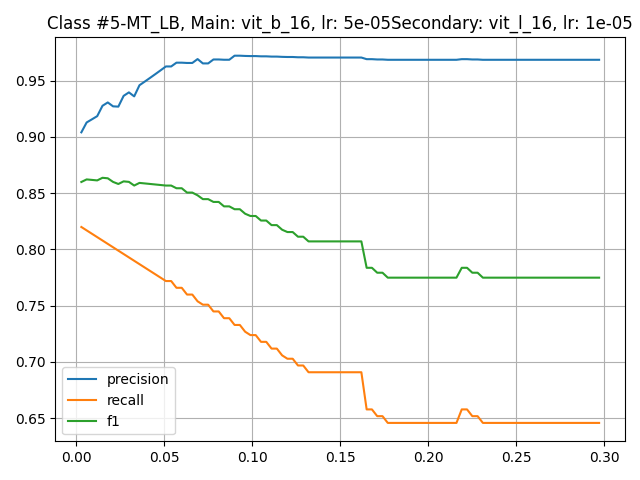 Class #5-MT_LB, Main: vit_b_16, lr: 5e-05Secondary: vit_l_16, lr: 1e-05
0.95
0.90
0.85
0.80
0.75
0.70
0.65
precision
recall
f1
0.00 0.05 0.10 0.15 0.20 0.25 0.30